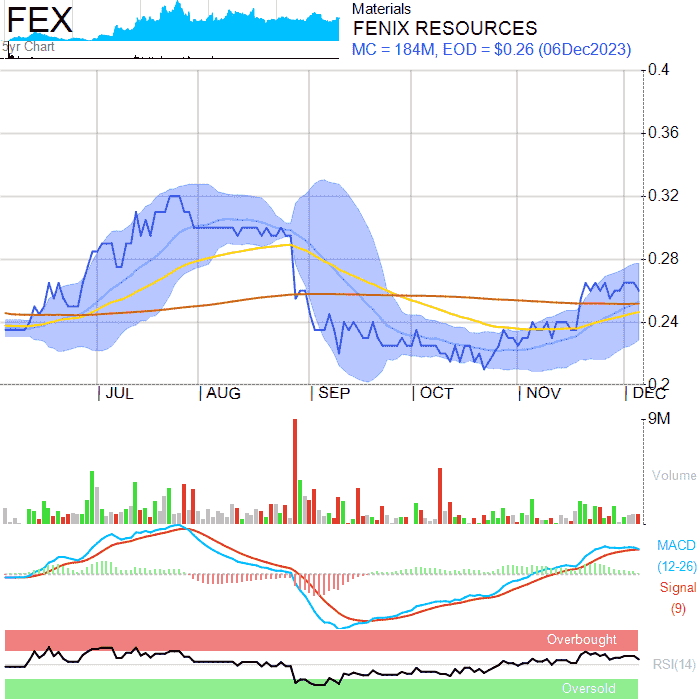 FEX
5yr Chart
Materials
FENIX RESOURCES
MC = 184M, EOD = $0.26 (06Dec2023)
0.4
0.36
0.32
0.28
0.24
0.2
JUL AUG SEP OCT NOV DEC
9M
Volume
MACD
(12-26)
Signal
(9)
Overbought
RSI(14)
Oversold